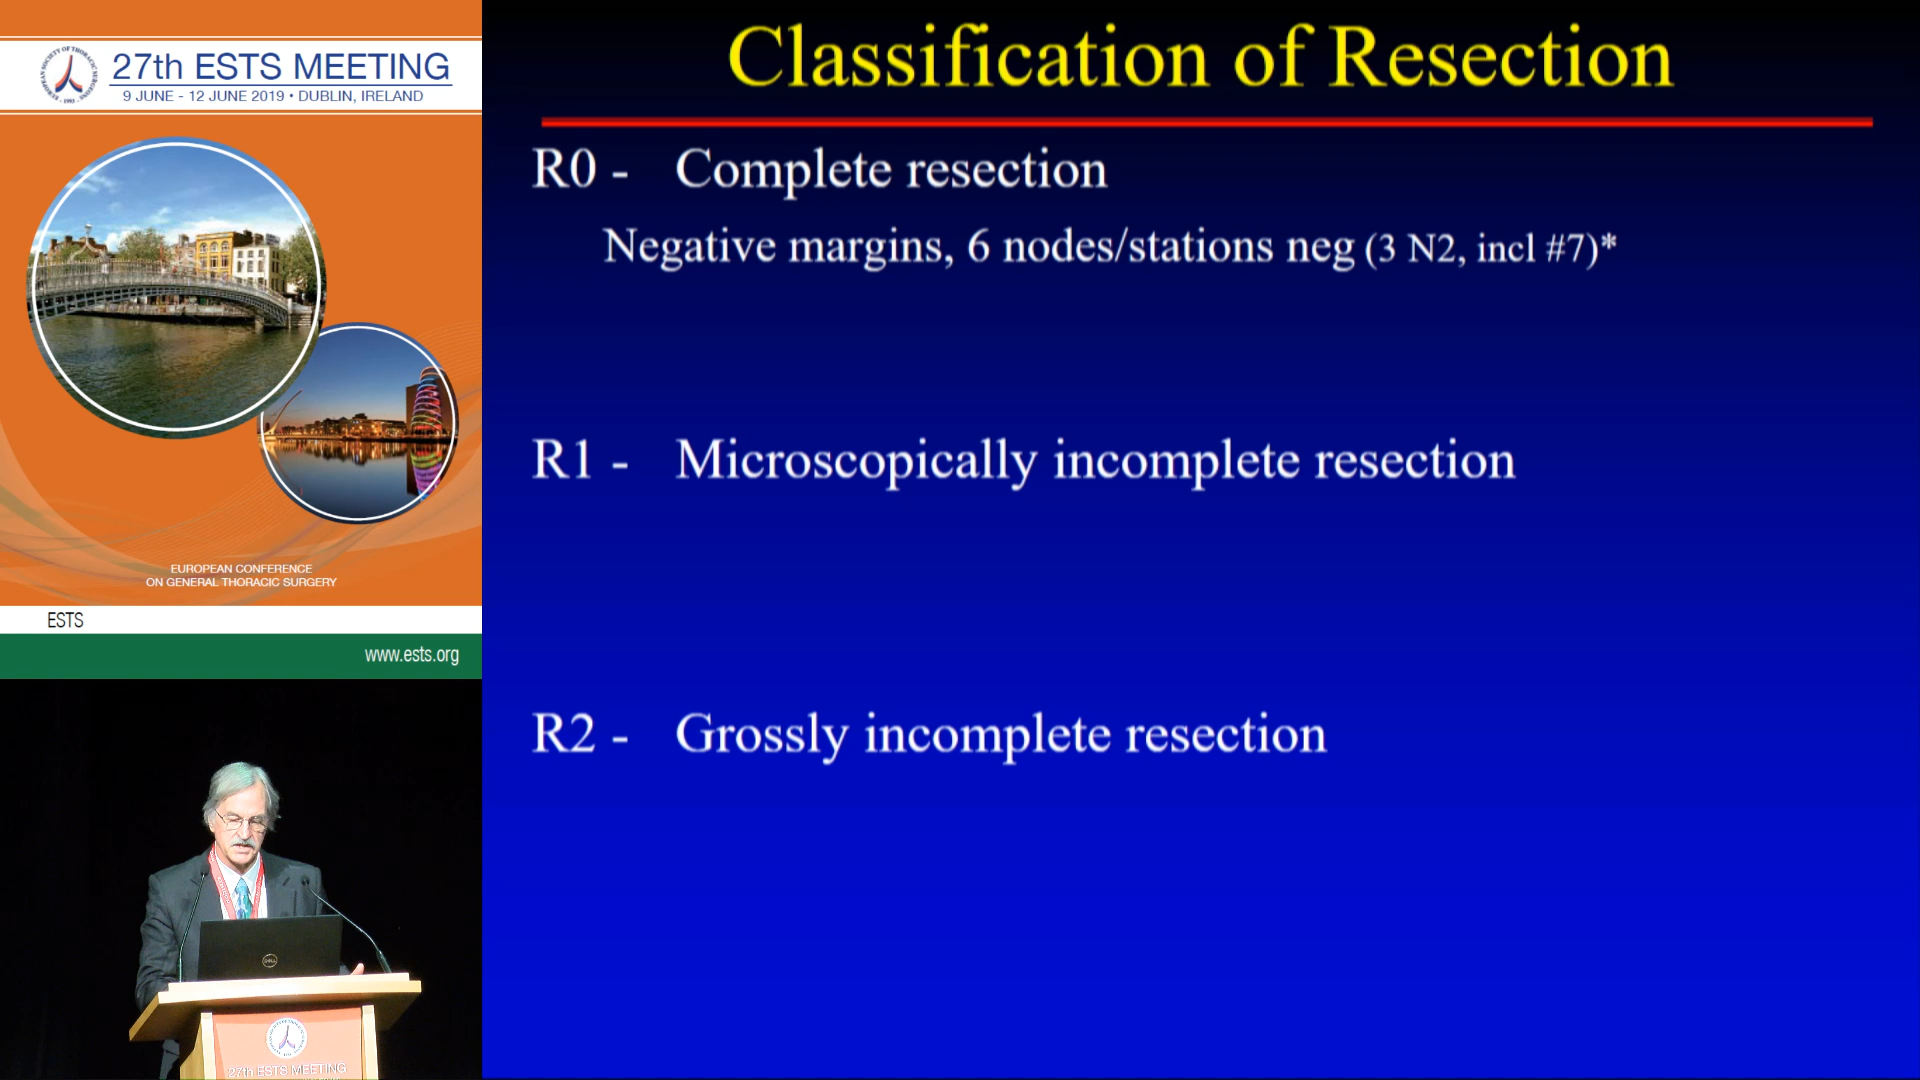 27th ESTS MEETING
9 JUNE - 12 JUNE 2019 • DUBLIN, IRELAND
EUROPEAN CONFERENCE
ON GENERAL THORACIC SURGERY
ESTS
www.ests.org
Classification of Resection
R0 - Complete resection
Negative margins, 6 nodes/stations neg (3 N2, incl #7)*
R1 - Microscopically incomplete resection
R2 - Grossly incomplete resection
DELL
27th ESTS MEETING